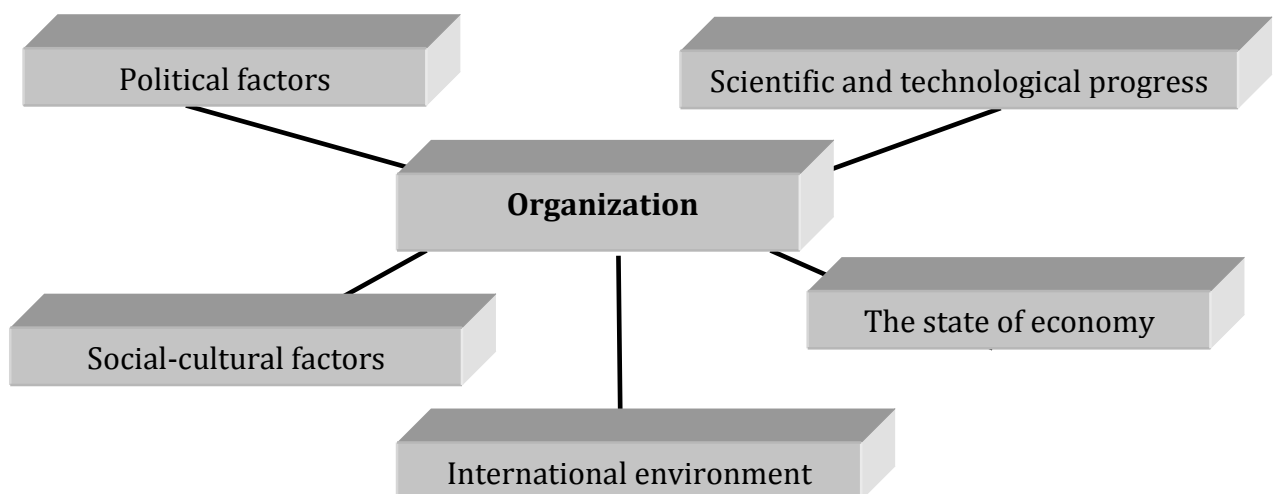 Political factors
Scientific and technological progress
Organization
The state of economy
Social-cultural factors
International environment